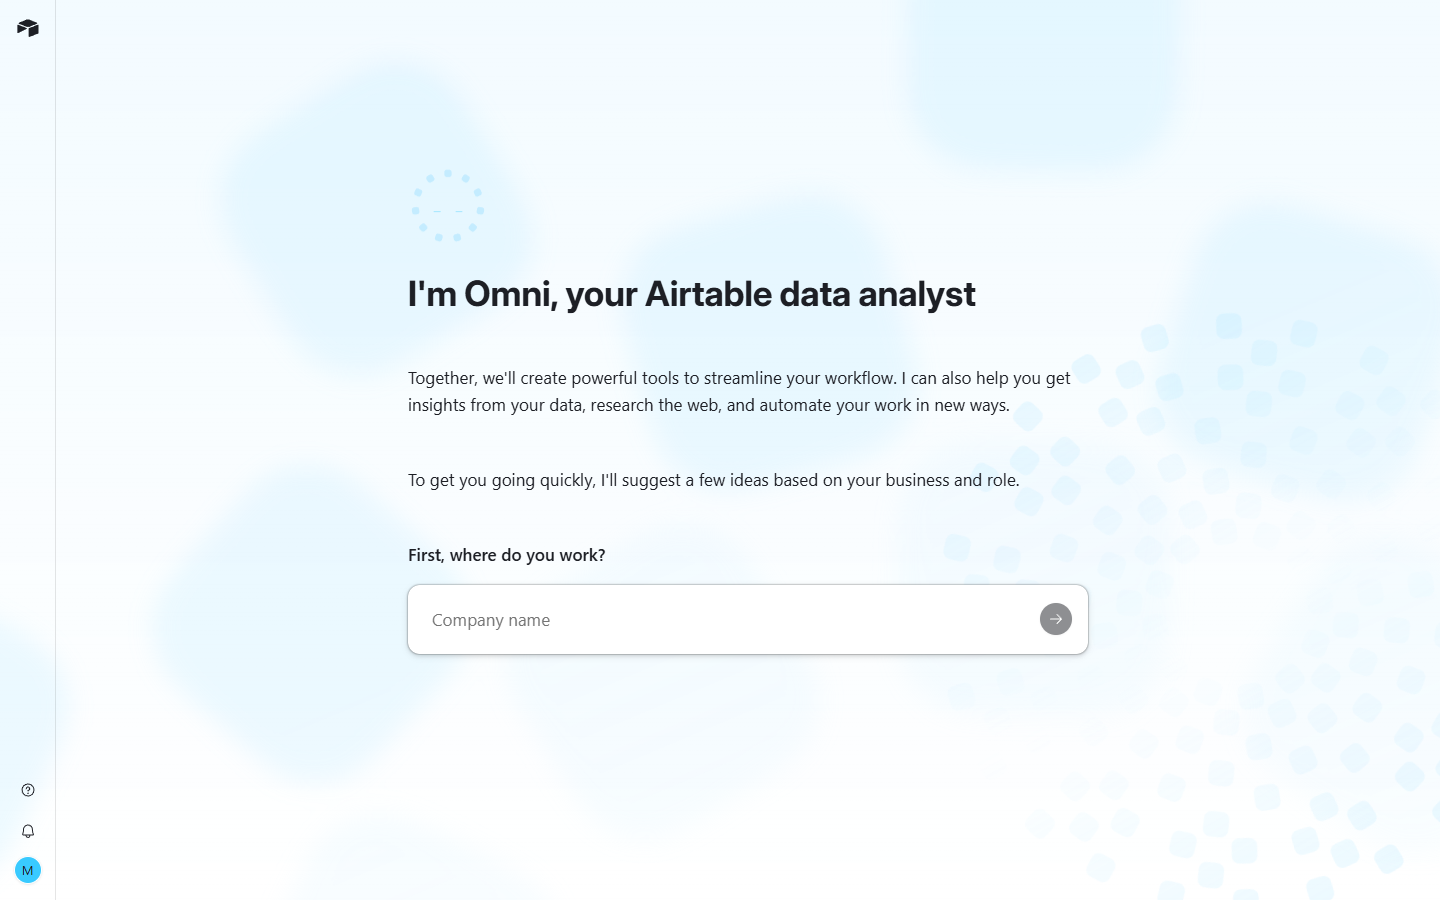 I'm Omni, your Airtable data analyst
Together, we'll create powerful tools to streamline your workflow. I can also help you get
insights from your data, research the web, and automate your work in new ways.
To get you going quickly, I'll suggest a few ideas based on your business and role.
First, where do you work?
Company name
M